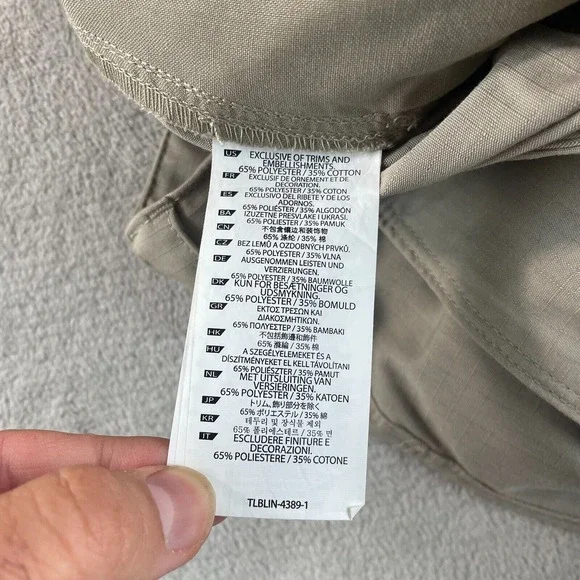 US EXCLUSIVE OF TRIMS AND
EMBELLISHMENTS.
65% POLYESTER / 35% COTTON
FR EXCLUSIF DE ORNEMENT ET DE
DECORATION.
65% POLYESTER / 35% COTON
ES EXCLUSIVO DEL RIBETE Y DE LOS
ADORNOS.
65% POLIÉSTER / 35% ALGODÓN
BA IZUZETNE PRESVLAKE I UKRASI.
65% POLIESTER / 35% PAMUK
CN 不包含镶边和装饰物
65% 涤纶 / 35% 棉
CZ BEZ LEMŮ A OZDOBNÝCH PRVKŮ.
65% POLYESTER / 35% VLNA
DE AUSGENOMMEN LEISTEN UND
VERZIERUNGEN.
65% POLYESTER / 35% BAUMWOLLE
DK KUN FOR BESÆTNINGER OG
UDSMYKNING.
65% POLYESTER / 35% BOMULD
GR ΕΚΤΟΣ ΤΡΕΣΩΝ ΚΑΙ
ΔΙΑΚΟΣΜΗΤΙΚΩΝ.
65% ΠΟΛΥΕΣΤΕΡ / 35% ΒΑΜΒΑΚΙ
HK 不包括飾邊和飾件
65% 滌綸 / 35% 棉
HU A SZEGÉLYELEMEKET ÉS A
DÍSZÍTMÉNYEKET EL KELL TÁVOLÍTANI
65% POLIÉSZTER / 35% PAMUT
NL MET UITSLUITING VAN
VERSIERINGEN.
65% POLYESTER / 35% KATOEN
JP トリム、飾り部分を除く
65% ポリエステル / 35% 綿
KR 테두리 및 장식물 제외
65% 폴리에스테르 / 35% 면
IT ESCLUDERE FINITURE E
DECORAZIONI.
65% POLIESTERE / 35% COTONE
TLBLIN-4389-1